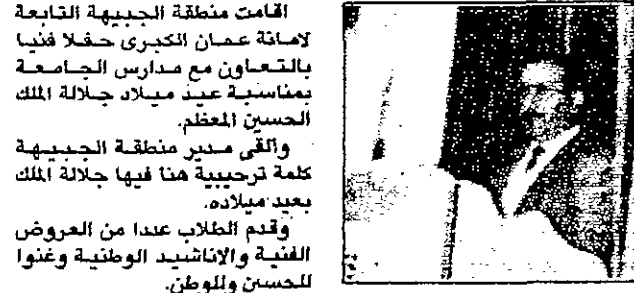 اقامت منطقة الجبيهة التابعة
لامانة عمان الكبرى حفلا فنيا
بالتعاون مع مدارس الجامعة
بمناسبة عيد ميلاد جلالة الملك
الحسين المعظم.
والقى مدير منطقة الجبيهة
كلمة ترحيبية هنا فيها جلالة الملك
بعيد ميلاده.
وقدم الطلاب عددا من العروض
الفنية والاناشيد الوطنية وغنوا
للحسين وللوطن.